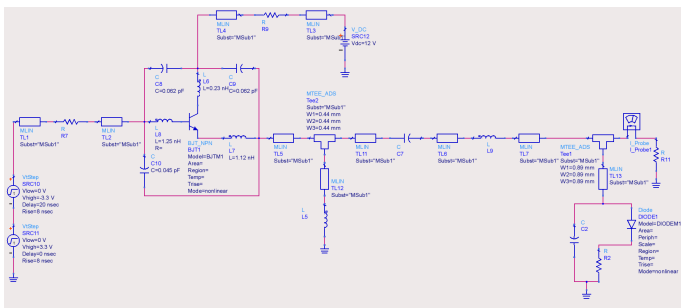 MLIN
TL4
Subst="MSub1"
R
R9
MLIN
TL3
Subst="MSub1"
V_DC
SRC12
Vdc=12 V
C
C8
C=0.062 pF
L
L6
L=0.23 nH
C
C9
C=0.062 pF
MLIN
TL1
Subst="MSub1"
R
R7
MLIN
TL2
Subst="MSub1"
L
L8
L=1.25 nH
R=
C
C10
C=0.045 pF
BJT_NPN
BJT1
Model=BJTM1
Area=
Region=
Temp=
Trise=
Mode=nonlinear
L
L7
L=1.12 nH
MLIN
TL5
Subst="MSub1"
MTEE_ADS
Tee2
Subst="MSub1"
W1=0.44 mm
W2=0.44 mm
W3=0.44 mm
MLIN
TL11
Subst="MSub1"
C
C7
MLIN
TL6
Subst="MSub1"
L
L9
MLIN
TL7
Subst="MSub1"
MLIN
TL12
Subst="MSub1"
L
L5
MTEE_ADS
Tee1
Subst="MSub1"
W1=0.89 mm
W2=0.89 mm
W3=0.89 mm
I_Probe
I_Probe1
R
R11
MLIN
TL13
Subst="MSub1"
C
C2
R
R2
Diode
DIODE1
Model=DIODEM1
Area=
Periph=
Scale=
Region=
Temp=
Trise=
Mode=nonlinear
VtStep
SRC10
Vlow=0 V
Vhigh=-3.3 V
Delay=20 nsec
Rise=8 nsec
VtStep
SRC11
Vlow=0 V
Vhigh=3.3 V
Delay=0 nsec
Rise=8 nsec